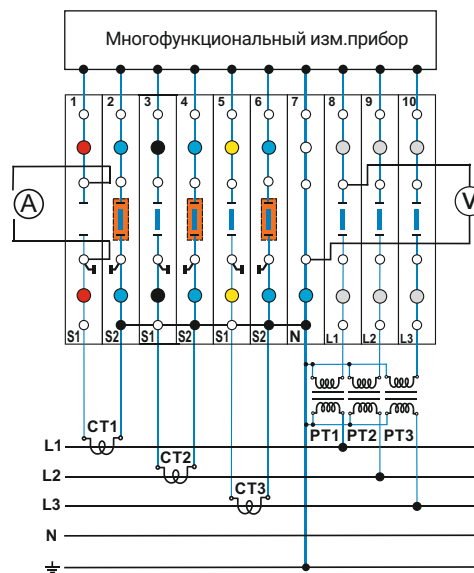 Многофункциональный изм.прибор
1 2 3 4 5 6 7 8 9 10
A V
S1 S2 S1 S2 S1 S2 N L1 L2 L3
CT1 CT2 CT3 PT1 PT2 PT3
L1
L2
L3
N